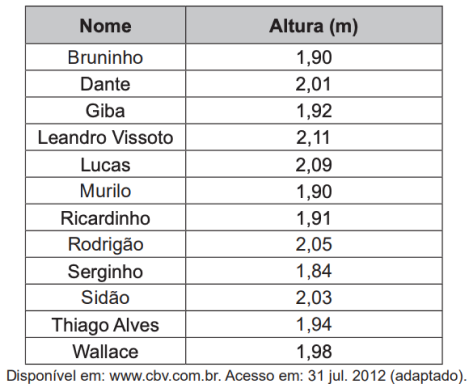 Nome Altura (m)
Bruninho 1,90
Dante 2,01
Giba 1,92
Leandro Vissoto 2,11
Lucas 2,09
Murilo 1,90
Ricardinho 1,91
Rodrigão 2,05
Serginho 1,84
Sidão 2,03
Thiago Alves 1,94
Wallace 1,98
Disponível em: www.cbv.com.br. Acesso em: 31 jul. 2012 (adaptado).